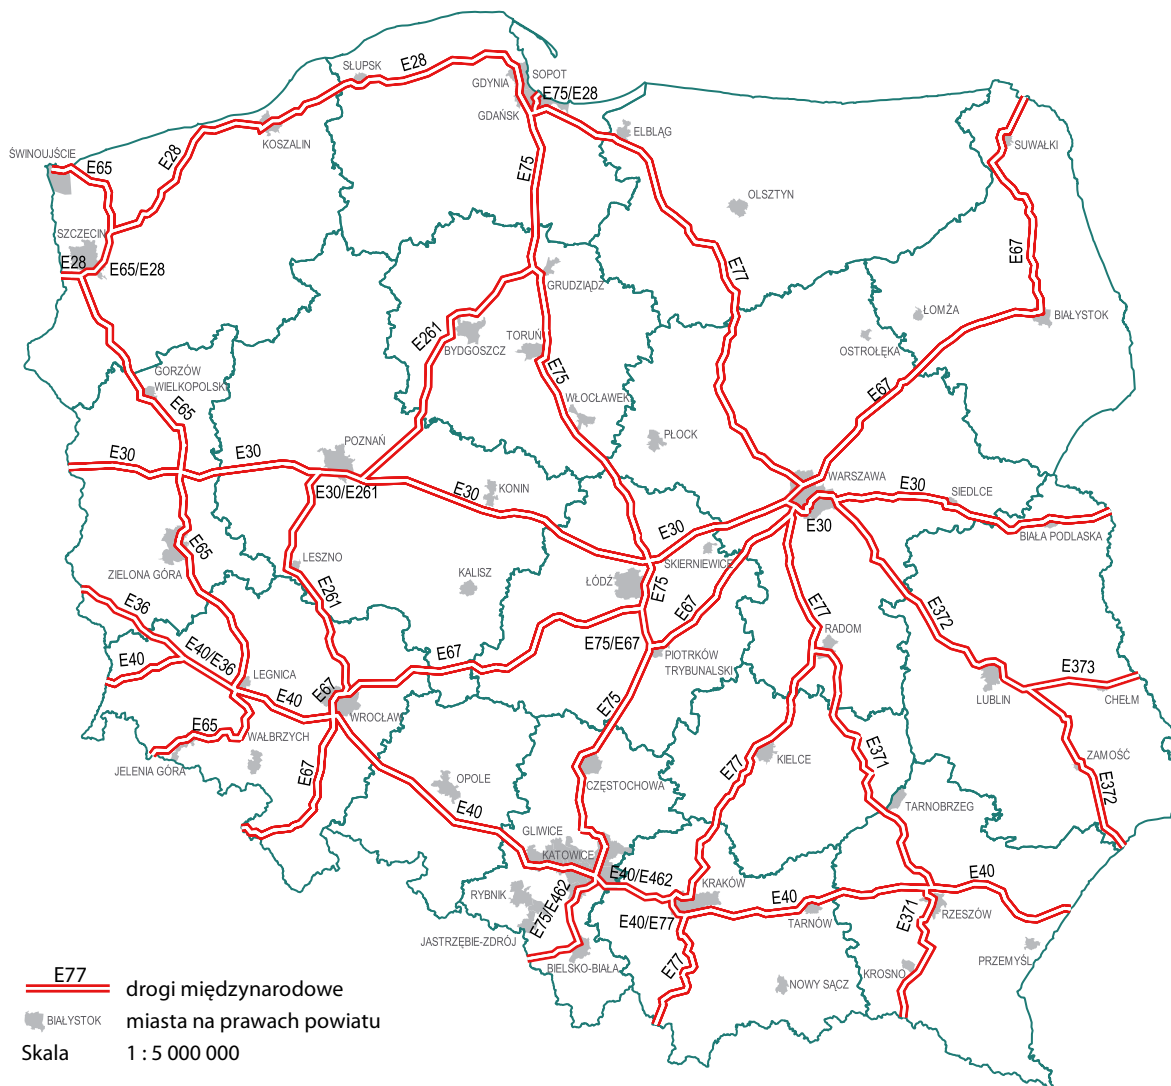 SŁUPSK
E28
SOPOT
GDYNIA
E75/E28
GDAŃSK
ELBLĄG
KOSZALIN
E28
SUWAŁKI
ŚWINOUJŚCIE
E65
E75
OLSZTYN
SZCZECIN
E28
E65/E28
E77
E67
GRUDZIĄDZ
ŁOMŻA
BIAŁYSTOK
E261
BYDGOSZCZ
TORUŃ
OSTROŁĘKA
GORZÓW
WIELKOPOLSKI
E65
E75
E67
WŁOCŁAWEK
PŁOCK
POZNAŃ
E30
E30
E30/E261
KONIN
E30
WARSZAWA
E30
SIEDLCE
E30
BIAŁA PODLASKA
E65
ZIELONA GÓRA
LESZNO
E30
SKIERNIEWICE
KALISZ
ŁÓDŹ
E75
E67
E36
E261
E77
RADOM
E372
E75/E67
PIOTRKÓW
TRYBUNALSKI
E40
E40/E36
LEGNICA
E67
E67
E40
WROCŁAW
E373
LUBLIN
CHEŁM
E75
E65
WAŁBRZYCH
JELENIA GÓRA
E67
E77
KIELCE
E371
ZAMOŚĆ
E372
OPOLE
E40
CZĘSTOCHOWA
TARNOBRZEG
GLIWICE
KATOWICE
E40/E462
KRAKÓW
E40
E40
RYBNIK
E75/E462
E40/E77
TARNÓW
E371
RZESZÓW
JASTRZĘBIE-ZDRÓJ
BIELSKO-BIAŁA
E77
KROSNO
PRZEMYŚL
NOWY SĄCZ
E77
drogi międzynarodowe
BIAŁYSTOK
miasta na prawach powiatu
Skala 1 : 5 000 000